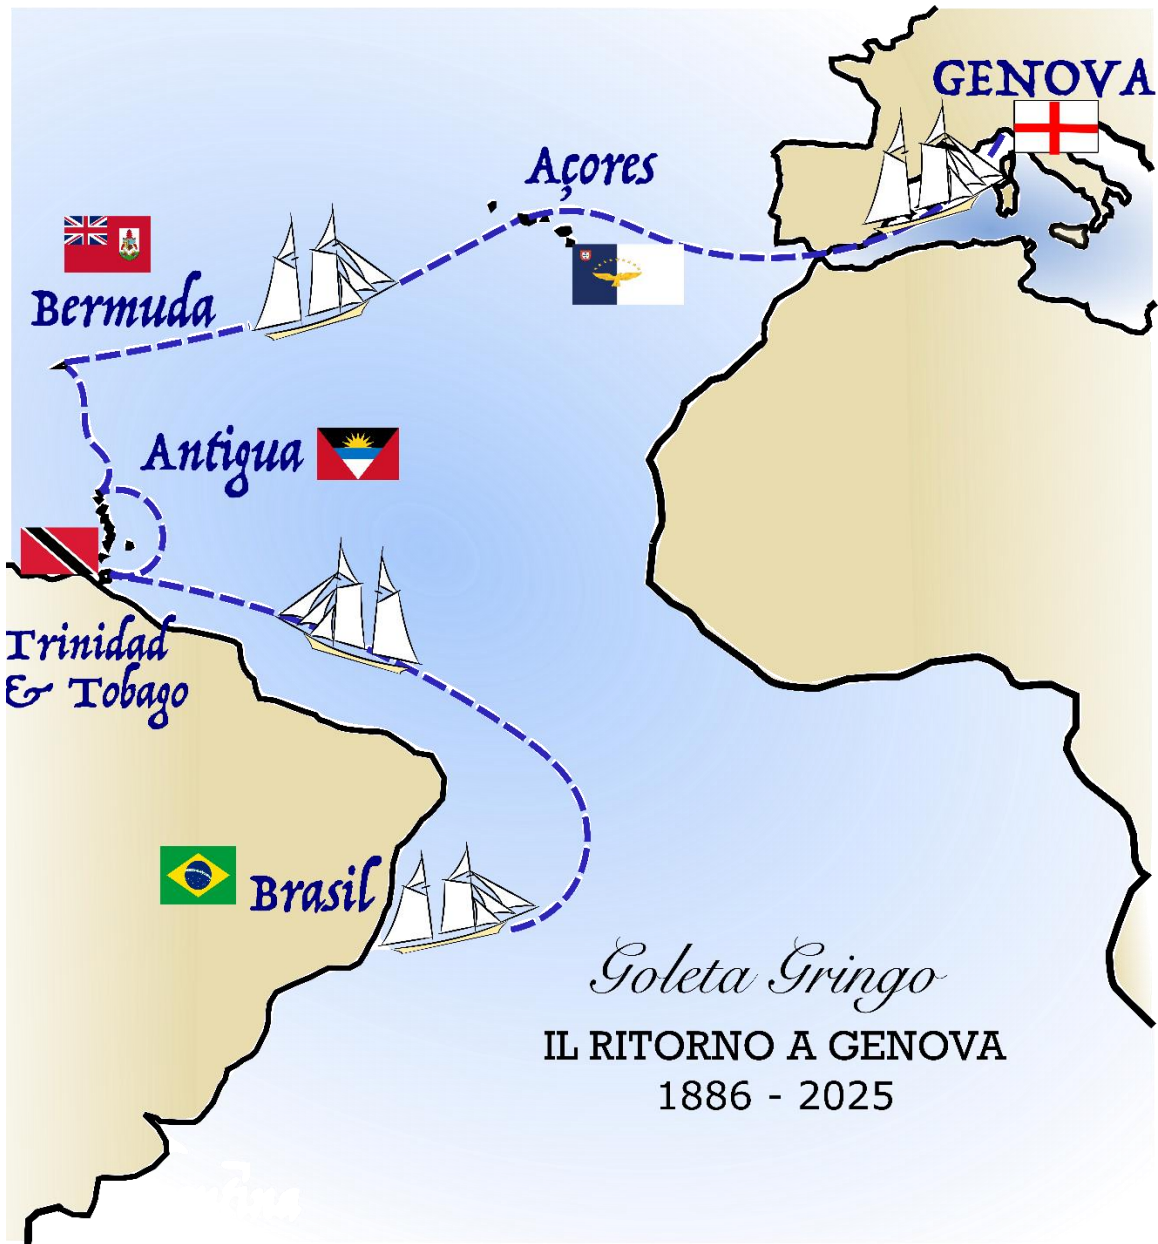 GENOVA
Açores
Bermuda
Antigua
Trinidad
& Tobago
Brasil
Goleta Gringo
IL RITORNO A GENOVA
1886 - 2025